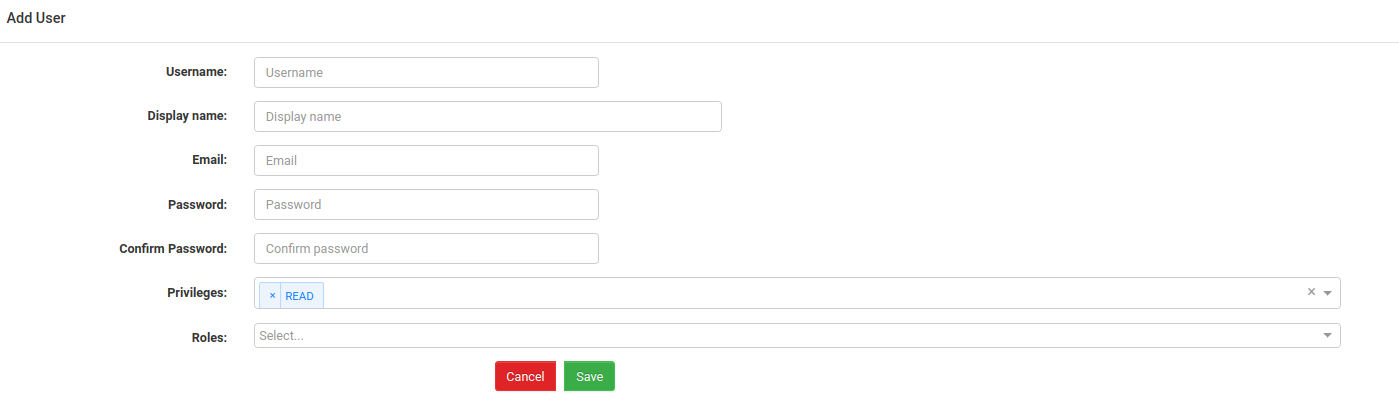 Add User
Username: Username
Display name: Display name
Email: Email
Password: Password
Confirm Password: Confirm password
Privileges: × READ ×
Roles: Select...
Cancel Save